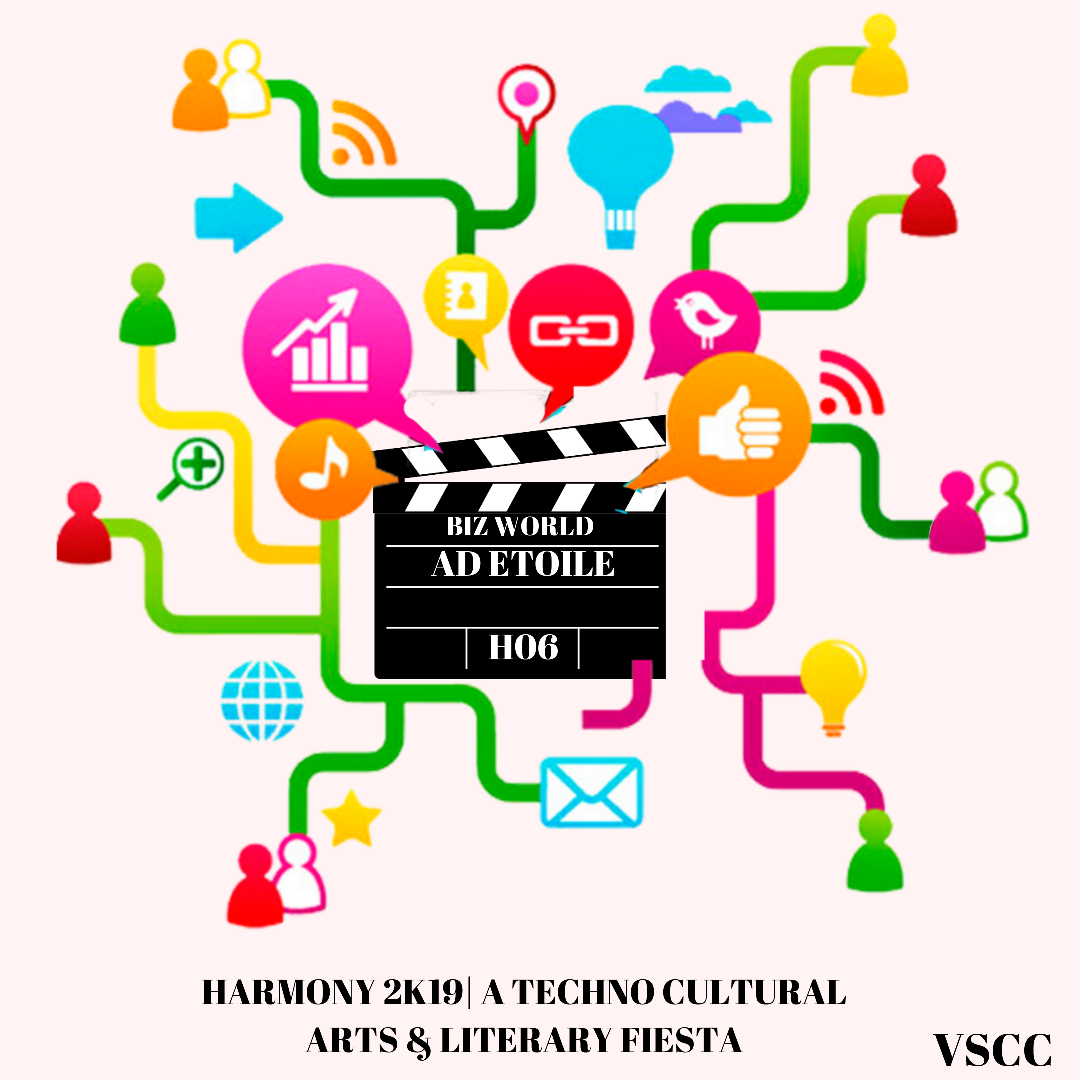 BIZ WORLD
AD ETOILE
H06
HARMONY 2K19| A TECHNO CULTURAL
ARTS & LITERARY FIESTA
VSCC